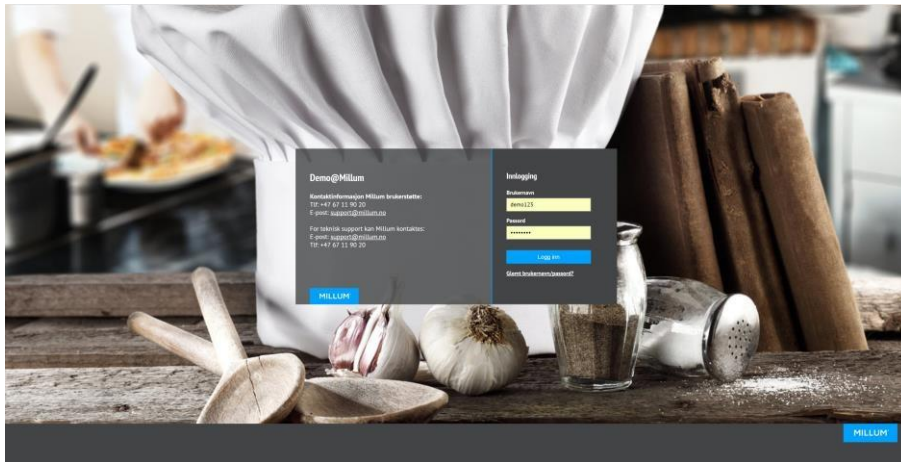 Demo@Millum
Kontaktinformasjon Millum brukerstøtte:
Tlf: +47 67 11 90 20
E-post: support@millum.no
For teknisk support kan Millum kontaktes:
E-post: support@millum.no
Tlf: +47 67 11 90 20
MILLUM
Innlogging
Brukernavn
demo123
Passord
••••••••
Logg inn
Glemt brukernavn/passord?
MILLUM